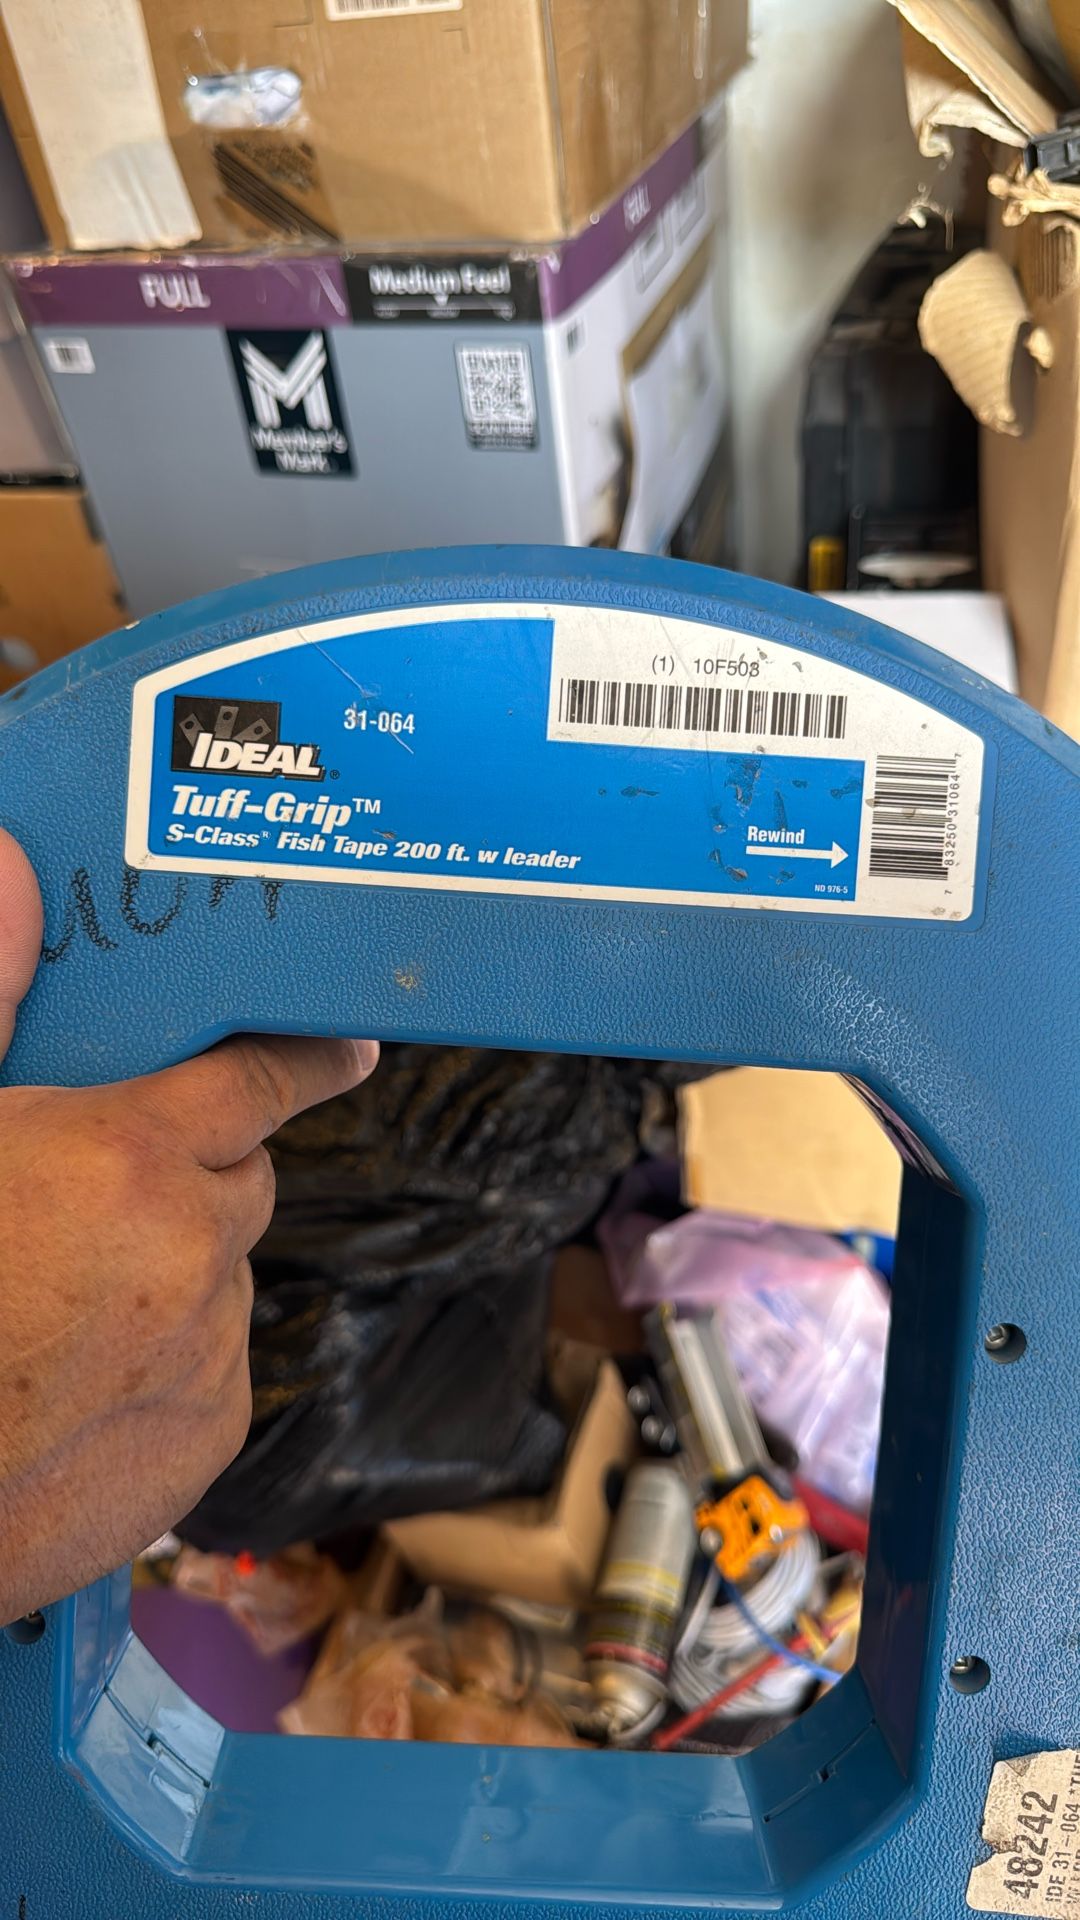 FULL
Medium Feel
FULL
M
Member's
Mark
(1) 10F503
31-064
IDEAL®
Tuff-Grip™
S-Class® Fish Tape 200 ft. w leader
Rewind
ND 976-5
7 83250 31064 7
48242
IDE 31-064